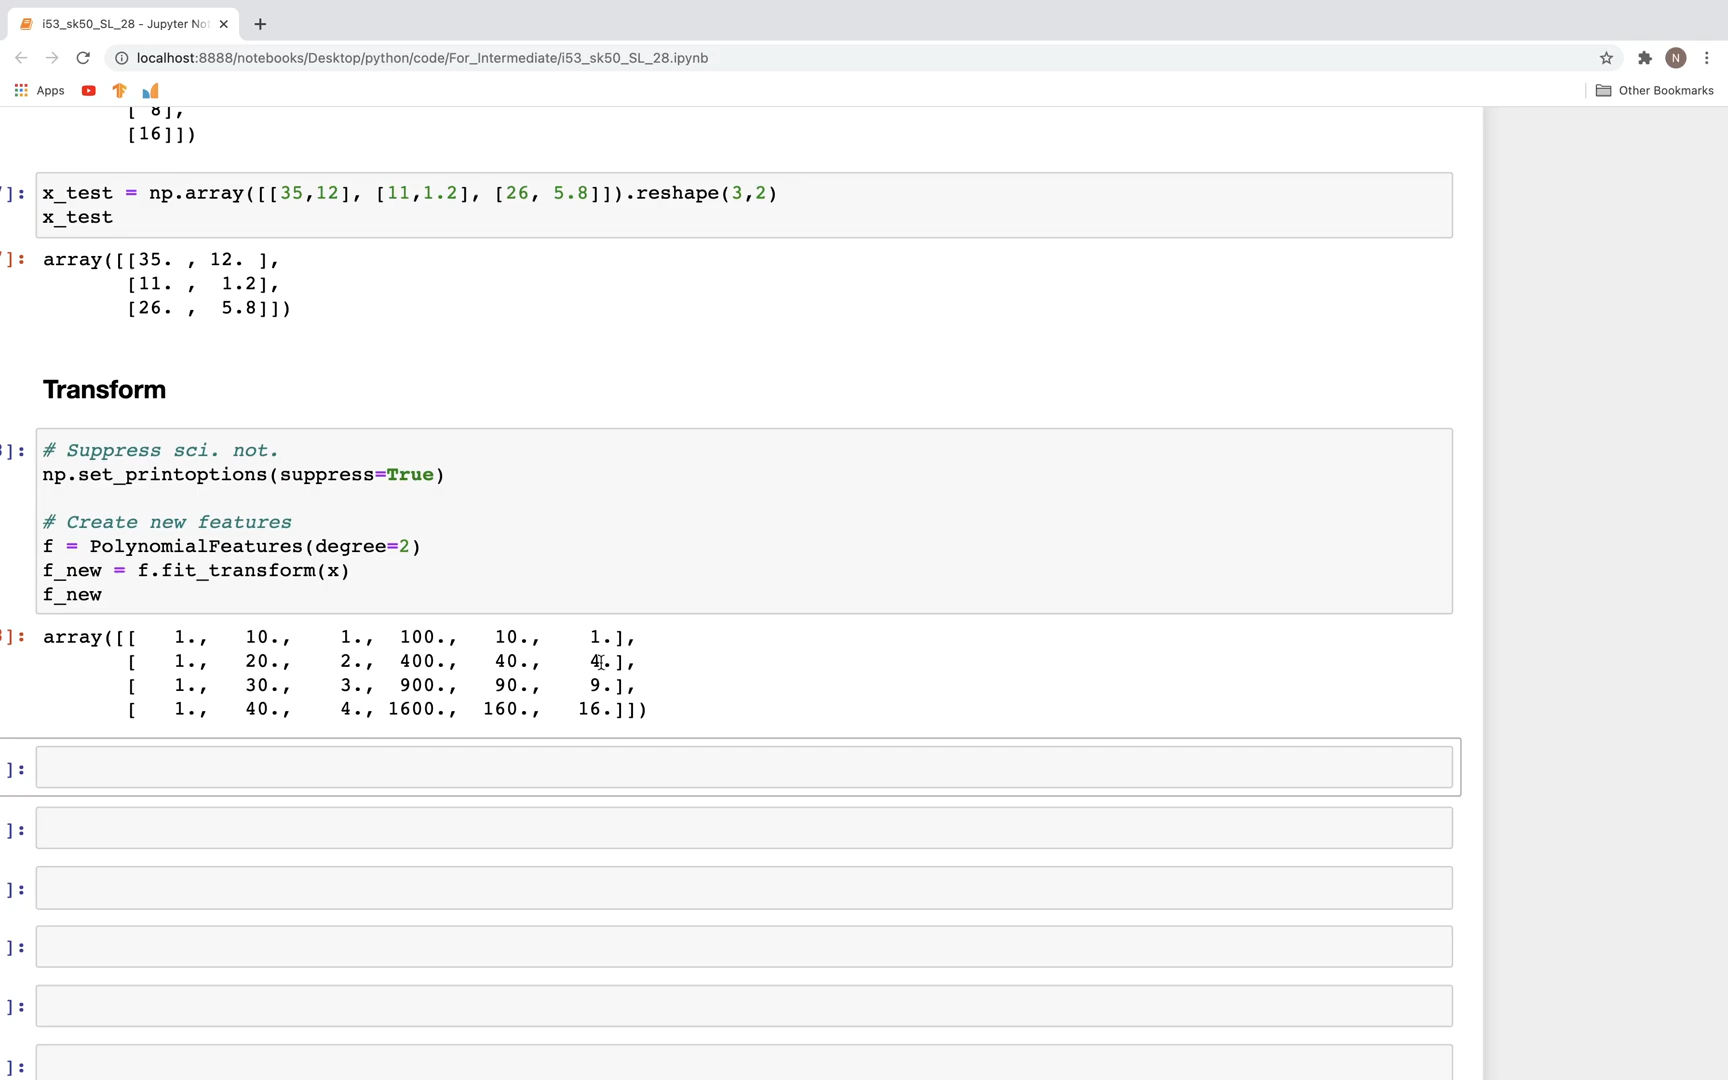 i53_sk50_SL_28 - Jupyter No
localhost:8888/notebooks/Desktop/python/code/For_Intermediate/i53_sk50_SL_28.ipynb
N
Apps
Other Bookmarks
[ 8],
[16]])
]: x_test = np.array([[35,12], [11,1.2], [26, 5.8]]).reshape(3,2)
x_test
]: array([[35. , 12. ],
[11. ,  1.2],
[26. ,  5.8]])
Transform
]: # Suppress sci. not.
np.set_printoptions(suppress=True)
# Create new features
f = PolynomialFeatures(degree=2)
f_new = f.fit_transform(x)
f_new
]: array([[   1.,   10.,    1.,  100.,   10.,    1.],
[   1.,   20.,    2.,  400.,   40.,    4.],
[   1.,   30.,    3.,  900.,   90.,    9.],
[   1.,   40.,    4., 1600.,  160.,   16.]])
]:
]:
]:
]:
]:
]: